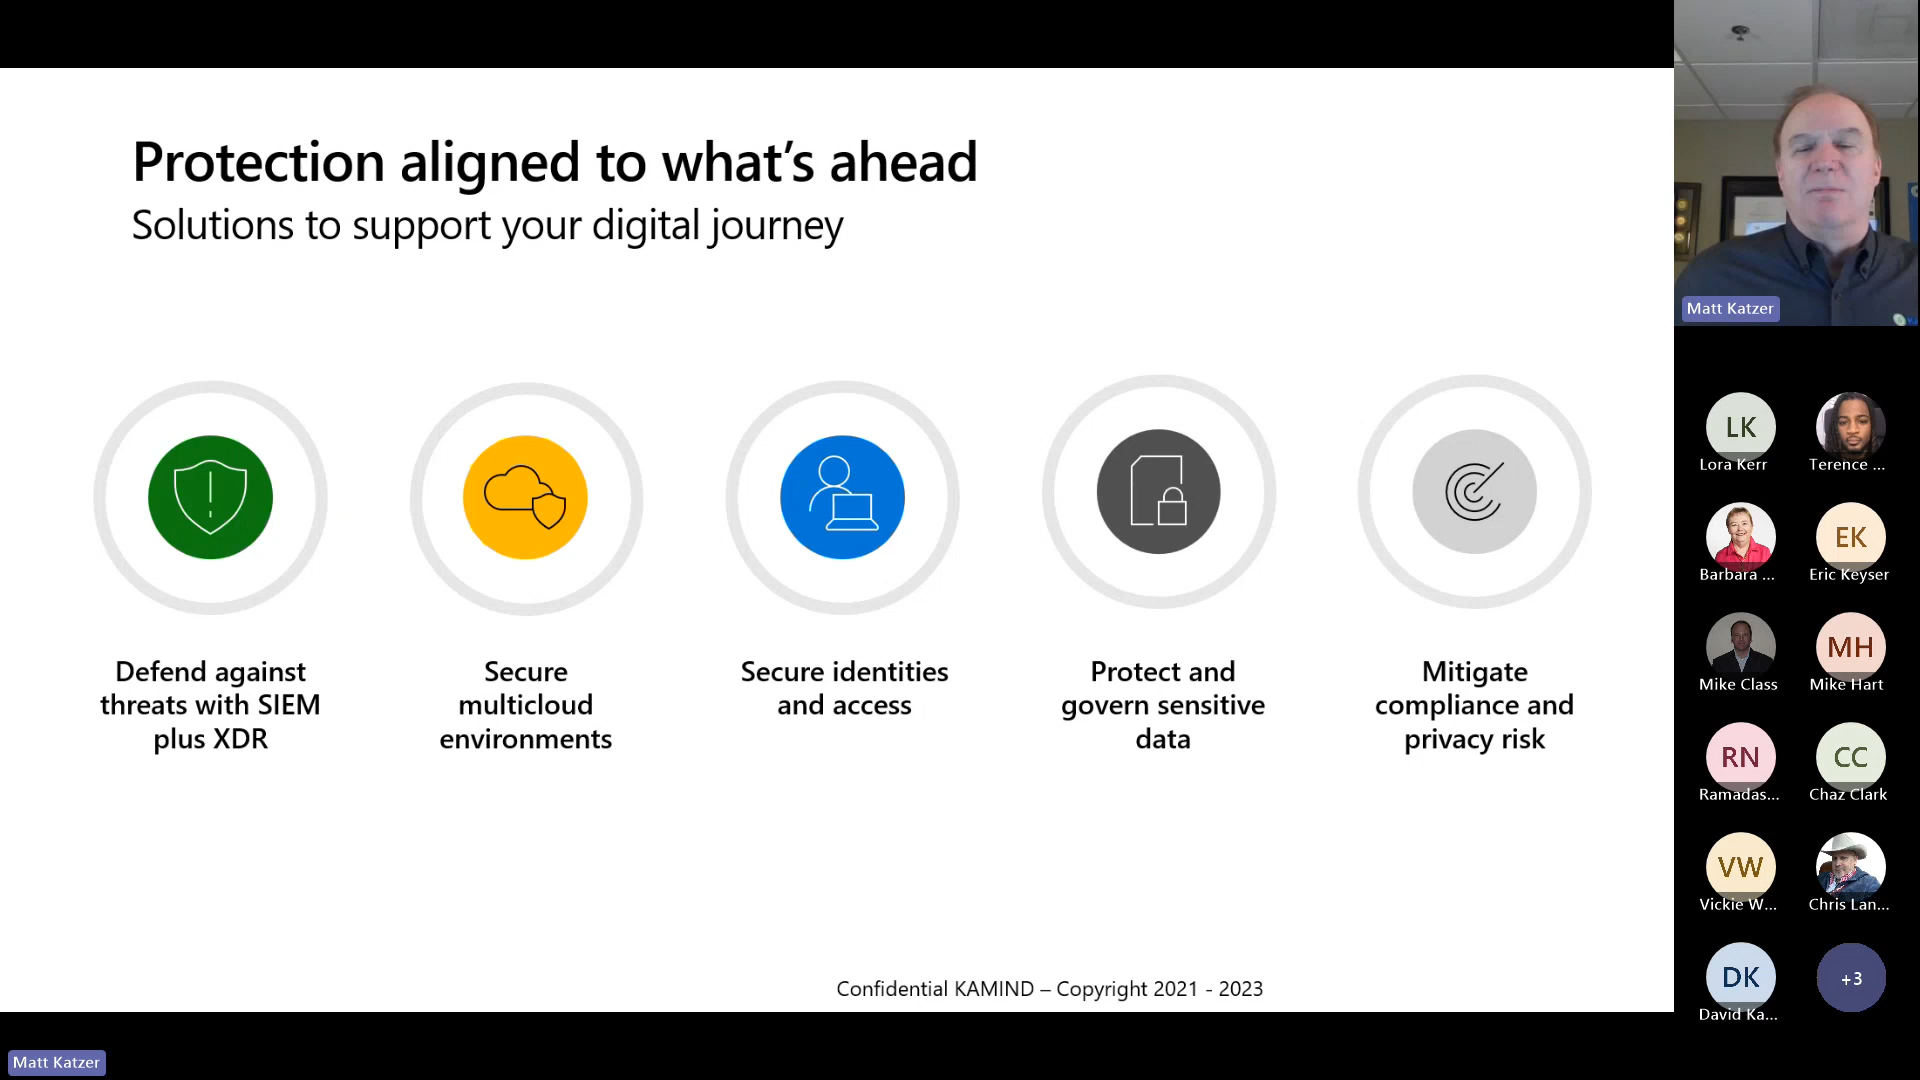 Protection aligned to what's ahead
Solutions to support your digital journey
Defend against
threats with SIEM
plus XDR
Secure
multicloud
environments
Secure identities
and access
Protect and
govern sensitive
data
Mitigate
compliance and
privacy risk
Confidential KAMIND – Copyright 2021 - 2023
Matt Katzer
Matt Katzer
LK
Lora Kerr
Terence ...
Barbara ...
EK
Eric Keyser
Mike Class
MH
Mike Hart
RN
Ramadas...
CC
Chaz Clark
VW
Vickie W...
Chris Lan...
DK
David Ka...
+3